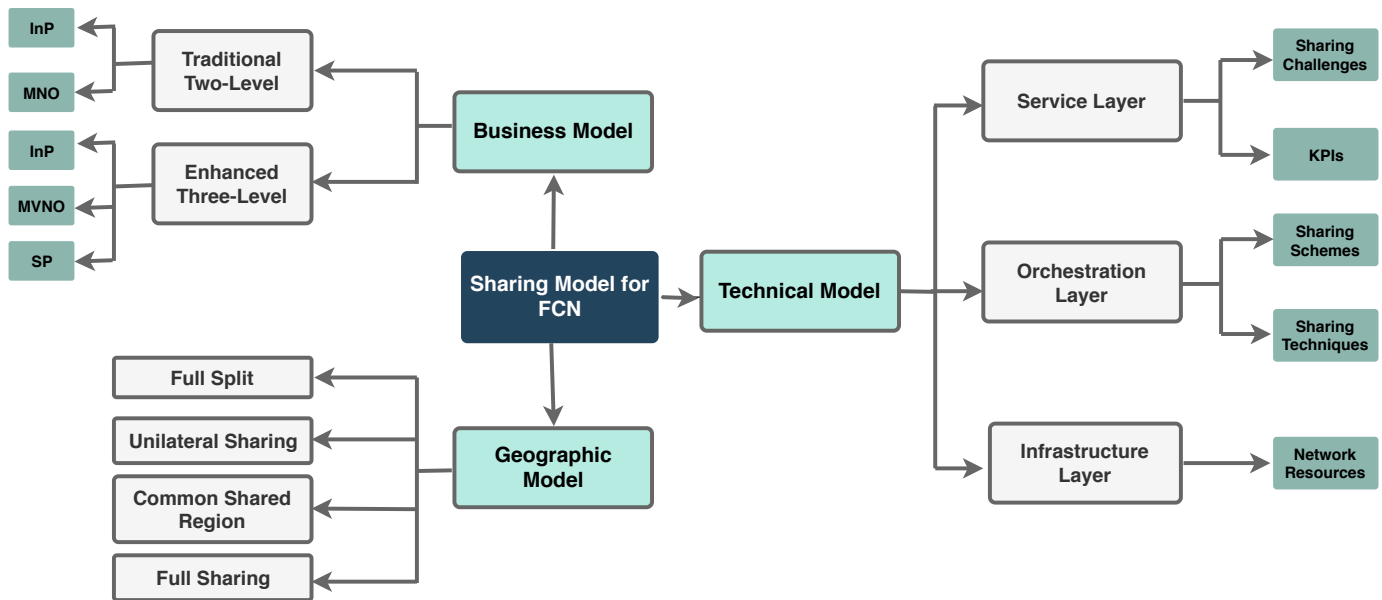 InP
MNO
Traditional
Two-Level
InP
MVNO
SP
Enhanced
Three-Level
Business Model
Sharing Model for
FCN
Geographic
Model
Full Split
Unilateral Sharing
Common Shared
Region
Full Sharing
Technical Model
Service Layer
Sharing
Challenges
KPIs
Orchestration
Layer
Sharing
Schemes
Sharing
Techniques
Infrastructure
Layer
Network
Resources